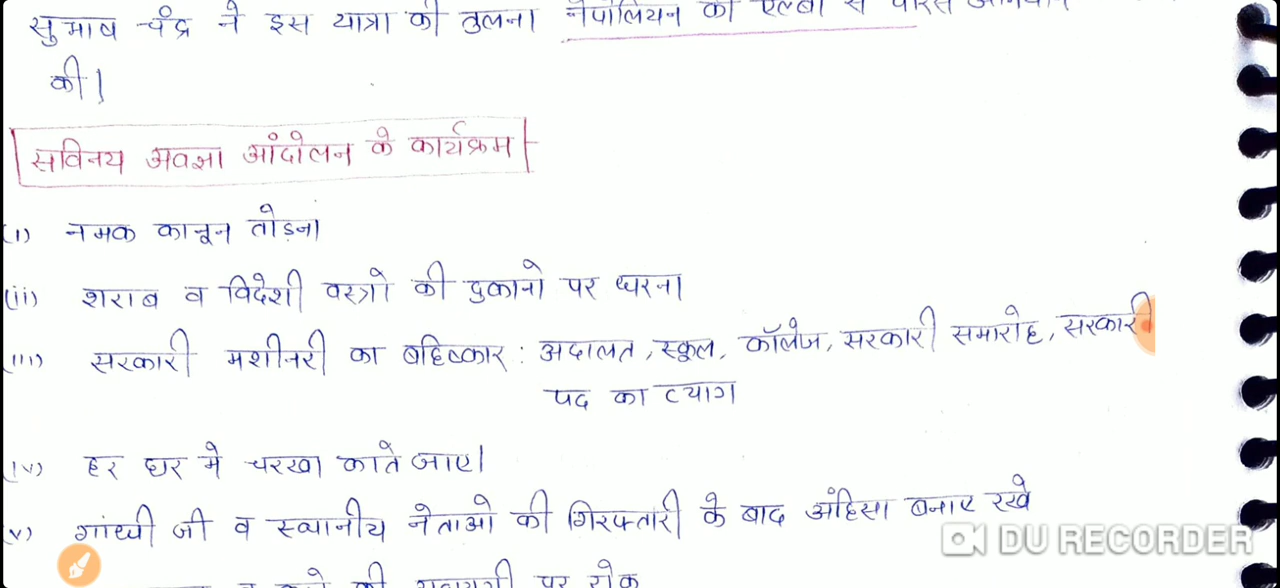 सुभाष चंद्र ने इस यात्रा की तुलना नेपोलियन की एल्बा से पेरिस
की।
सविनय अवज्ञा आंदोलन के कार्यक्रम
(i) नमक कानून तोड़ना
(ii) शराब व विदेशी वस्त्रो की दुकानो पर धरना
(iii) सरकारी मशीनरी का बहिष्कार : अदालत, स्कूल, कॉलेज, सरकारी समारोह, सरकारी
पद का त्याग
(iv) हर घर मे चरखा काते जाए।
(v) गांधी जी व स्थानीय नेताओ की गिरफ्तारी के बाद अंहिसा बनाए रखे
की पर रोक
DU RECORDER